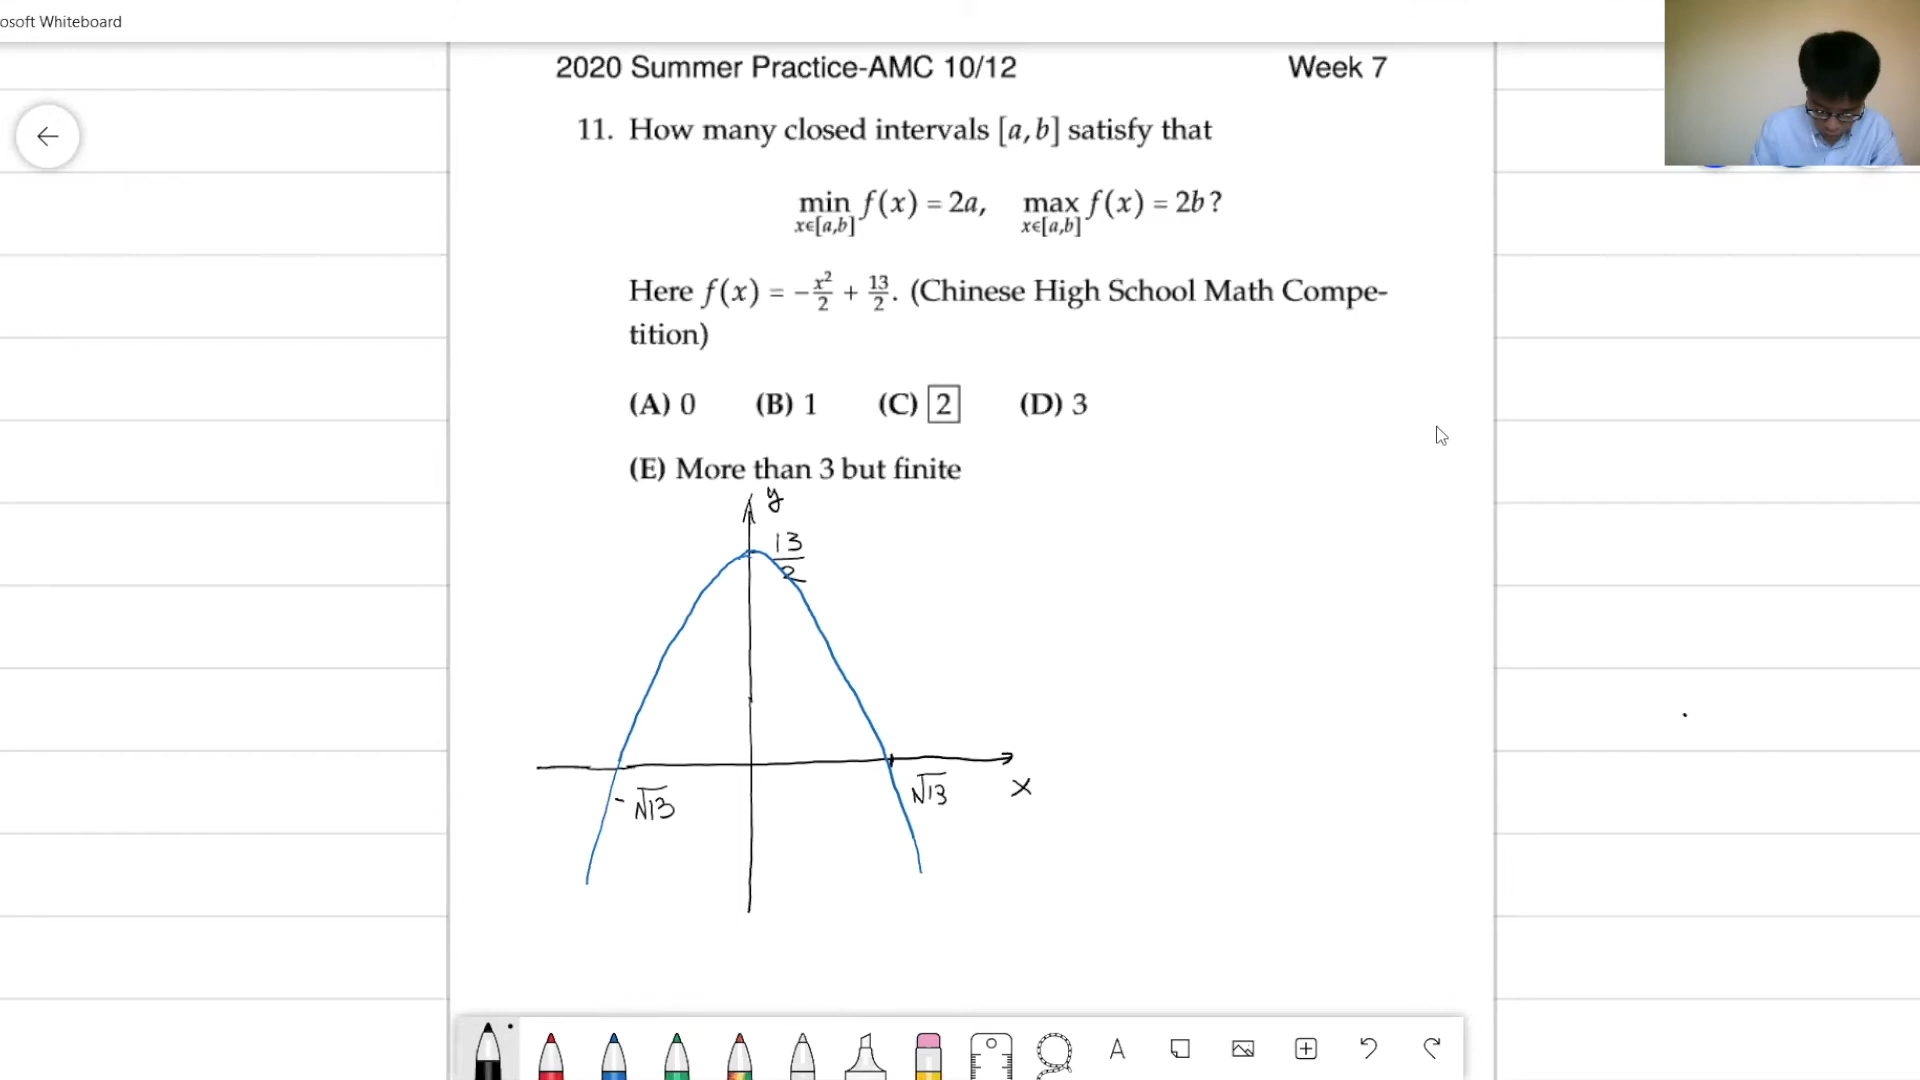 osoft Whiteboard
2020 Summer Practice-AMC 10/12 Week 7
11. How many closed intervals [a, b] satisfy that
min f(x) = 2a, max f(x) = 2b?
x∈[a,b] x∈[a,b]
Here f(x) = −x²/2 + 13/2. (Chinese High School Math Compe-
tition)
(A) 0 (B) 1 (C) 2 (D) 3
(E) More than 3 but finite
y
13/2
-√13 √13 x
A